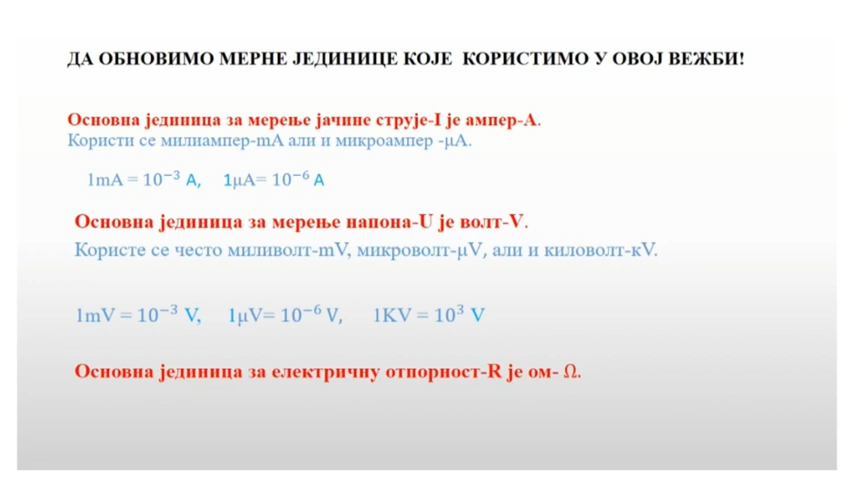 ДА ОБНОВИМО МЕРНЕ ЈЕДИНИЦЕ КОЈЕ КОРИСТИМО У ОВОЈ ВЕЖБИ!
Основна јединица за мерење јачине струје-I је ампер-А.
Користи се милиампер-mA али и микроампер -μA.
1mA = 10⁻³ A, 1μA= 10⁻⁶ A
Основна јединица за мерење напона-U је волт-V.
Користе се често миливолт-mV, микроволт-μV, али и киловолт-кV.
1mV = 10⁻³ V, 1μV= 10⁻⁶ V, 1KV = 10³ V
Основна јединица за електричну отпорност-R је ом- Ω.